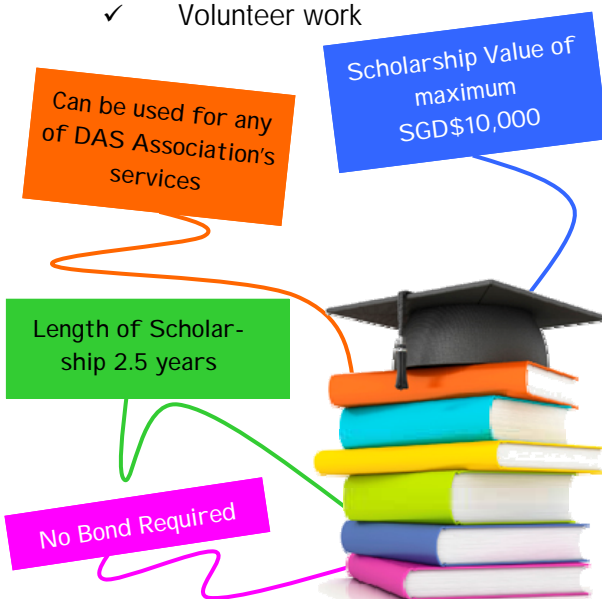 ✓ Volunteer work
Scholarship Value of
maximum
SGD$10,000
Can be used for any
of DAS Association's
services
Length of Scholar-
ship 2.5 years
No Bond Required